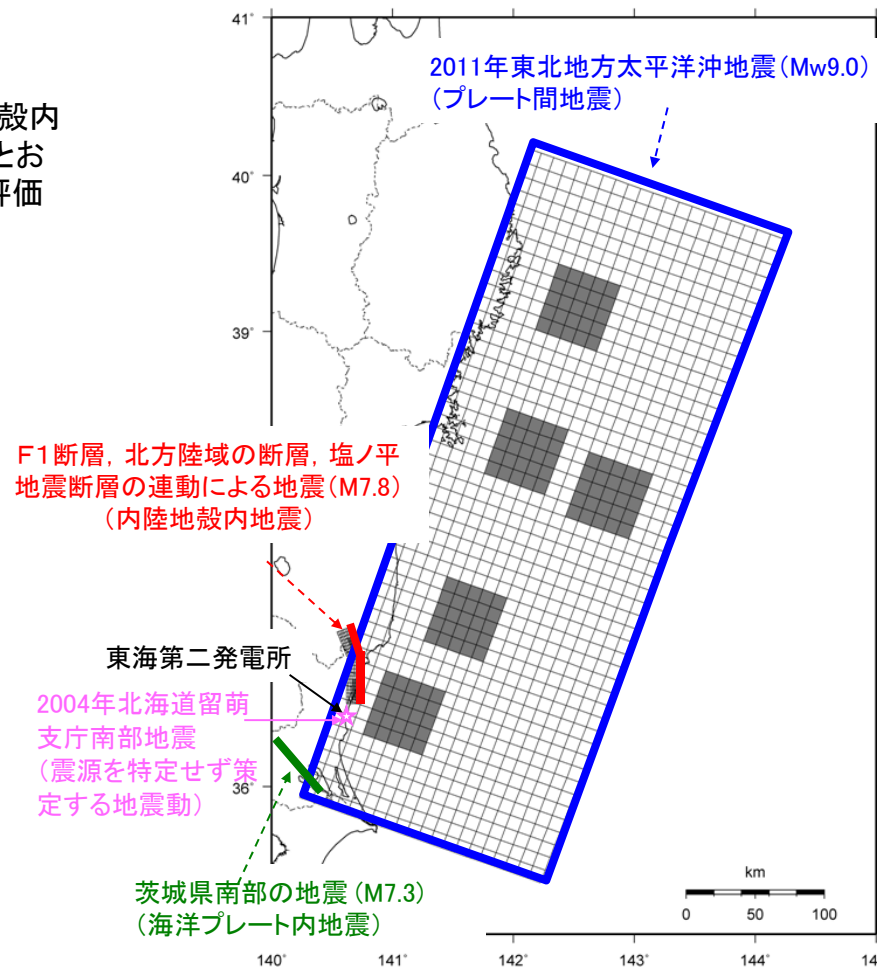 41°
2011年東北地方太平洋沖地震(Mw9.0)
(プレート間地震)
殻内
とお
評価
40°
39°
F1断層, 北方陸域の断層, 塩ノ平
地震断層の連動による地震(M7.8)
(内陸地殻内地震)
東海第二発電所
2004年北海道留萌
支庁南部地震
(震源を特定せず策
定する地震動)
36°
茨城県南部の地震(M7.3)
(海洋プレート内地震)
km
0 50 100
140° 141° 142° 143° 144° 14